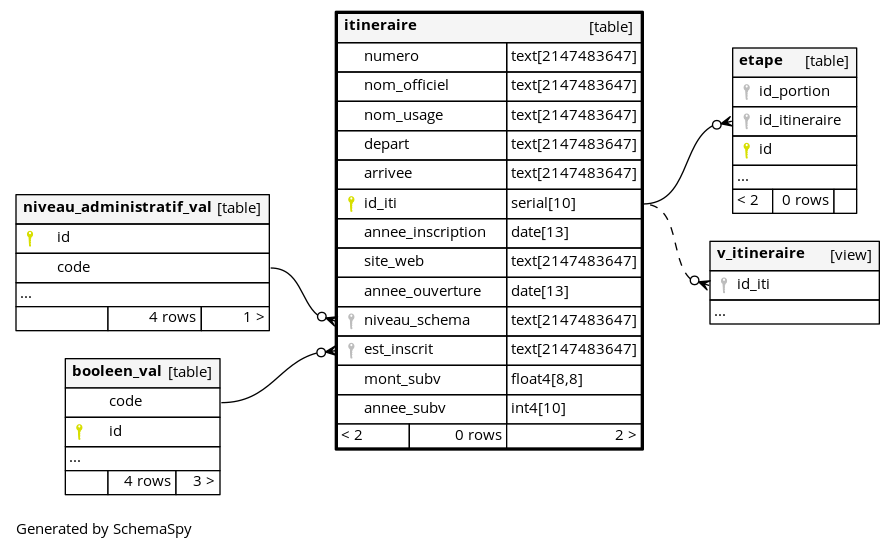 itineraire [table]
numero text[2147483647]
nom_officiel text[2147483647]
nom_usage text[2147483647]
depart text[2147483647]
arrivee text[2147483647]
id_iti serial[10]
annee_inscription date[13]
site_web text[2147483647]
annee_ouverture date[13]
niveau_schema text[2147483647]
est_inscrit text[2147483647]
mont_subv float4[8,8]
annee_subv int4[10]
< 2 0 rows 2 >
etape [table]
id_portion
id_itineraire
id
...
< 2 0 rows
niveau_administratif_val [table]
id
code
...
4 rows 1 >
v_itineraire [view]
id_iti
...
booleen_val [table]
code
id
...
4 rows 3 >
Generated by SchemaSpy